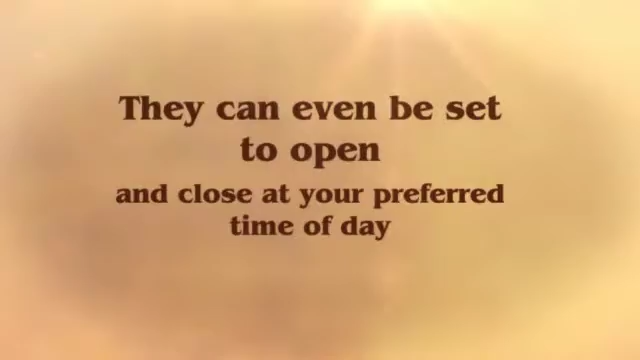 They can even be set
to open
and close at your preferred
time of day